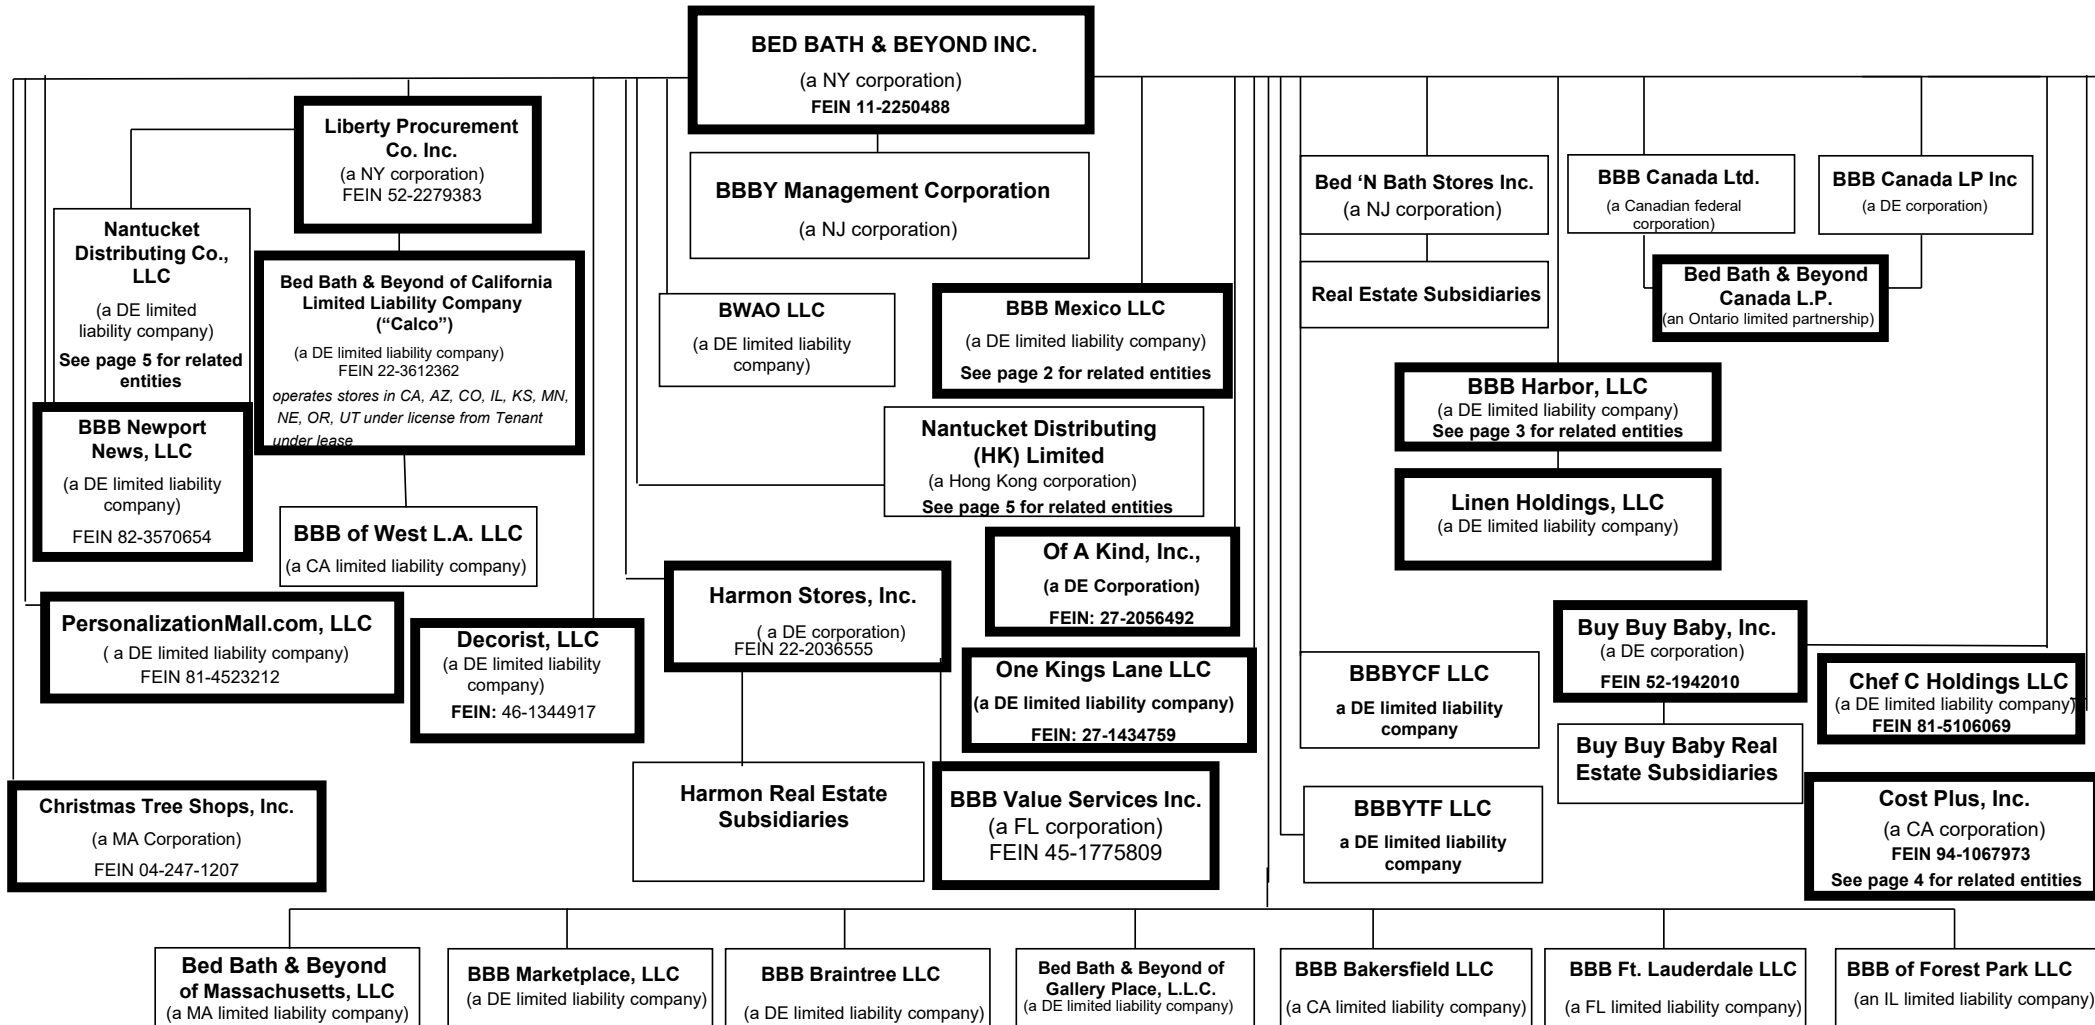 BED BATH & BEYOND INC.
(a NY corporation)
FEIN 11-2250488
Liberty Procurement
Co. Inc.
(a NY corporation)
FEIN 52-2279383
BBBY Management Corporation
(a NJ corporation)
Bed ‘N Bath Stores Inc.
(a NJ corporation)
BBB Canada Ltd.
(a Canadian federal
corporation)
BBB Canada LP Inc
(a DE corporation)
Nantucket
Distributing Co.,
LLC
(a DE limited
liability company)
See page 5 for related
entities
Bed Bath & Beyond of California
Limited Liability Company
(“Calco”)
(a DE limited liability company)
FEIN 22-3612362
operates stores in CA, AZ, CO, IL, KS, MN,
NE, OR, UT under license from Tenant
under lease
BWAO LLC
(a DE limited liability
company)
BBB Mexico LLC
(a DE limited liability company)
See page 2 for related entities
Real Estate Subsidiaries
Bed Bath & Beyond
Canada L.P.
(an Ontario limited partnership)
BBB Newport
News, LLC
(a DE limited liability
company)
FEIN 82-3570654
Nantucket Distributing
(HK) Limited
(a Hong Kong corporation)
See page 5 for related entities
BBB Harbor, LLC
(a DE limited liability company)
See page 3 for related entities
BBB of West L.A. LLC
(a CA limited liability company)
Linen Holdings, LLC
(a DE limited liability company)
Of A Kind, Inc.,
(a DE Corporation)
FEIN: 27-2056492
PersonalizationMall.com, LLC
( a DE limited liability company)
FEIN 81-4523212
Decorist, LLC
(a DE limited liability
company)
FEIN: 46-1344917
Harmon Stores, Inc.
( a DE corporation)
FEIN 22-2036555
One Kings Lane LLC
(a DE limited liability company)
FEIN: 27-1434759
BBBYCF LLC
a DE limited liability
company
Buy Buy Baby, Inc.
(a DE corporation)
FEIN 52-1942010
Chef C Holdings LLC
(a DE limited liability company)
FEIN 81-5106069
Buy Buy Baby Real
Estate Subsidiaries
Christmas Tree Shops, Inc.
(a MA Corporation)
FEIN 04-247-1207
Harmon Real Estate
Subsidiaries
BBB Value Services Inc.
(a FL corporation)
FEIN 45-1775809
BBBYTF LLC
a DE limited liability
company
Cost Plus, Inc.
(a CA corporation)
FEIN 94-1067973
See page 4 for related entities
Bed Bath & Beyond
of Massachusetts, LLC
(a MA limited liability company)
BBB Marketplace, LLC
(a DE limited liability company)
BBB Braintree LLC
(a DE limited liability company)
Bed Bath & Beyond of
Gallery Place, L.L.C.
(a DE limited liability company)
BBB Bakersfield LLC
(a CA limited liability company)
BBB Ft. Lauderdale LLC
(a FL limited liability company)
BBB of Forest Park LLC
(an IL limited liability company)